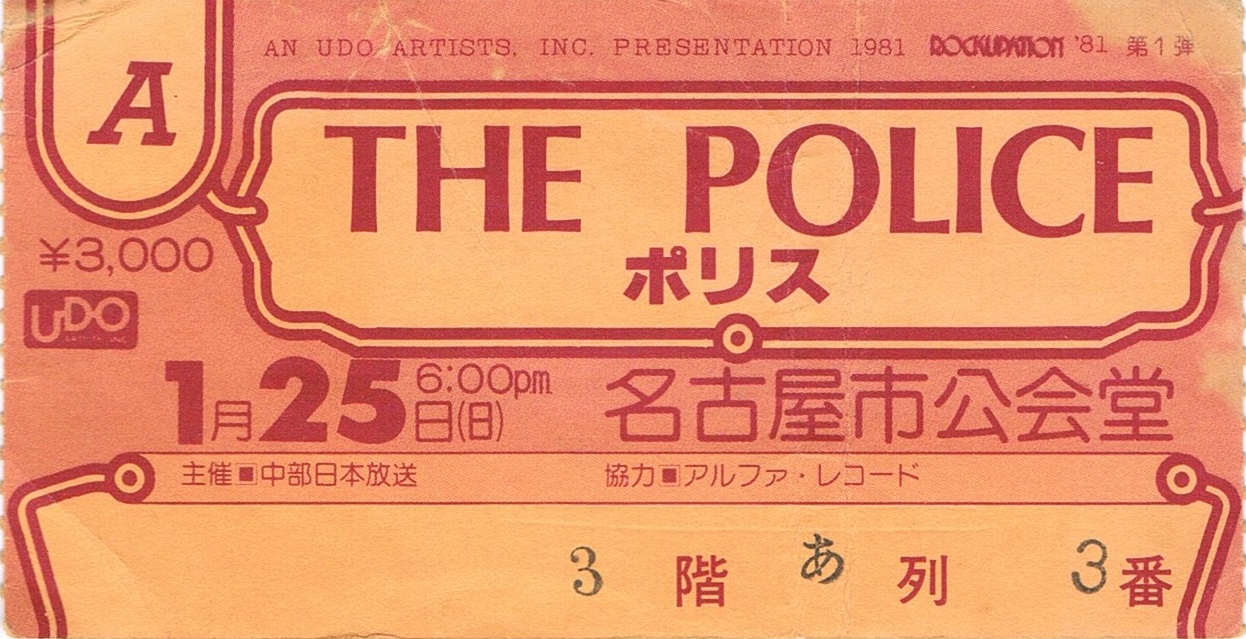 AN UDO ARTISTS, INC. PRESENTATION 1981 ROCKUPATION '81 第1弾
A
THE POLICE
ポリス
¥3,000
UDO
1月25日(日) 6:00pm 名古屋市公会堂
主催■中部日本放送 協力■アルファ・レコード
3 階 あ 列 3 番